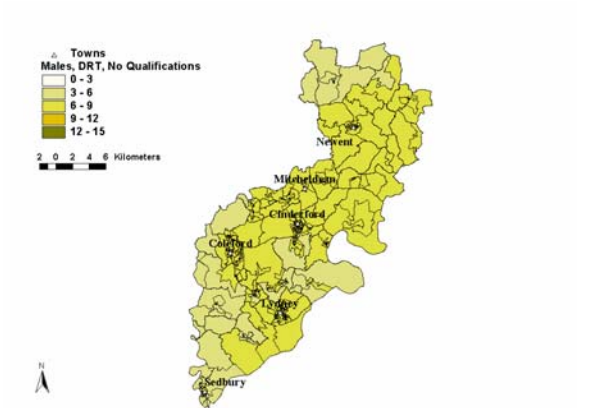 Towns
Males, DRT, No Qualifications
0 - 3
3 - 6
6 - 9
9 - 12
12 - 15
2 0 2 4 6 Kilometers
Newent
Mitcheldean
Cinderford
Coleford
Lydney
Sedbury
N